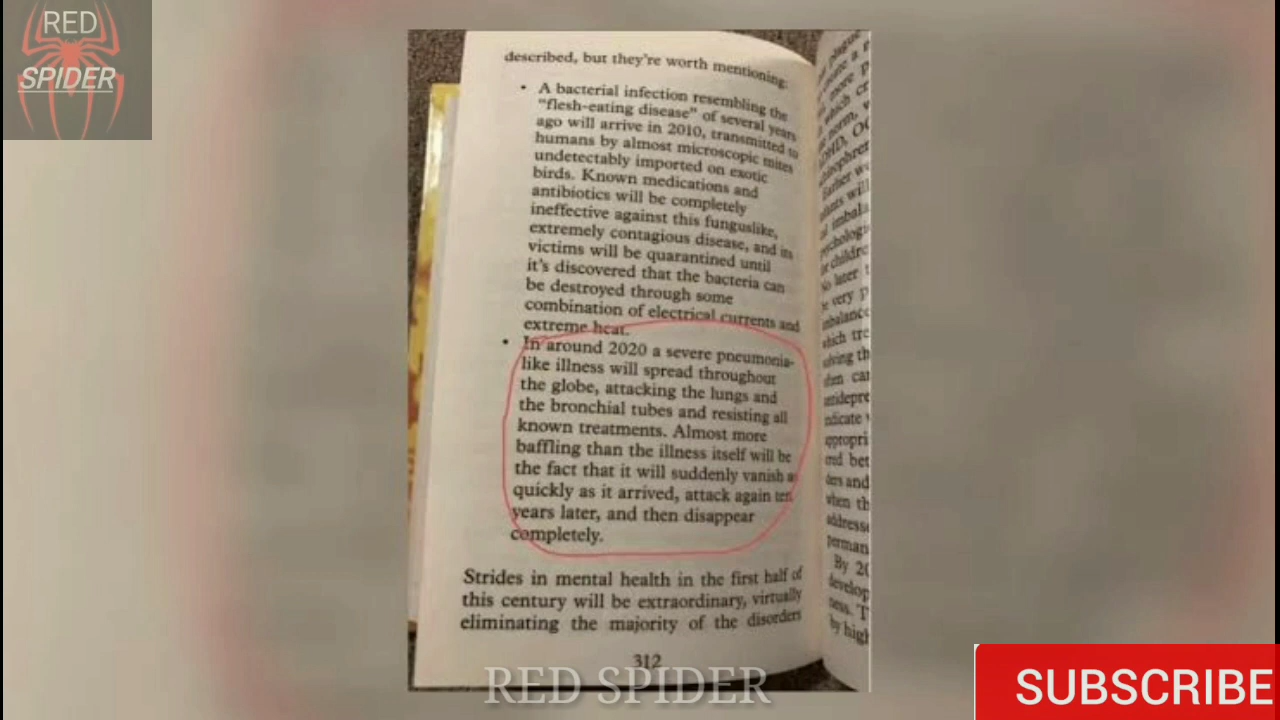 RED
SPIDER
described, but they're worth mentioning:
• A bacterial infection resembling the
"flesh-eating disease" of several years
ago will arrive in 2010, transmitted to
humans by almost microscopic mites
undetectably imported on exotic
birds. Known medications and
antibiotics will be completely
ineffective against this funguslike,
extremely contagious disease, and its
victims will be quarantined until
it's discovered that the bacteria can
be destroyed through some
combination of electrical currents and
extreme heat.
• In around 2020 a severe pneumonia-
like illness will spread throughout
the globe, attacking the lungs and
the bronchial tubes and resisting all
known treatments. Almost more
baffling than the illness itself will be
the fact that it will suddenly vanish
quickly as it arrived, attack again ten
years later, and then disappear
completely.
Strides in mental health in the first half of
this century will be extraordinary, virtually
eliminating the majority of the disorders
312
RED SPIDER
SUBSCRIBE